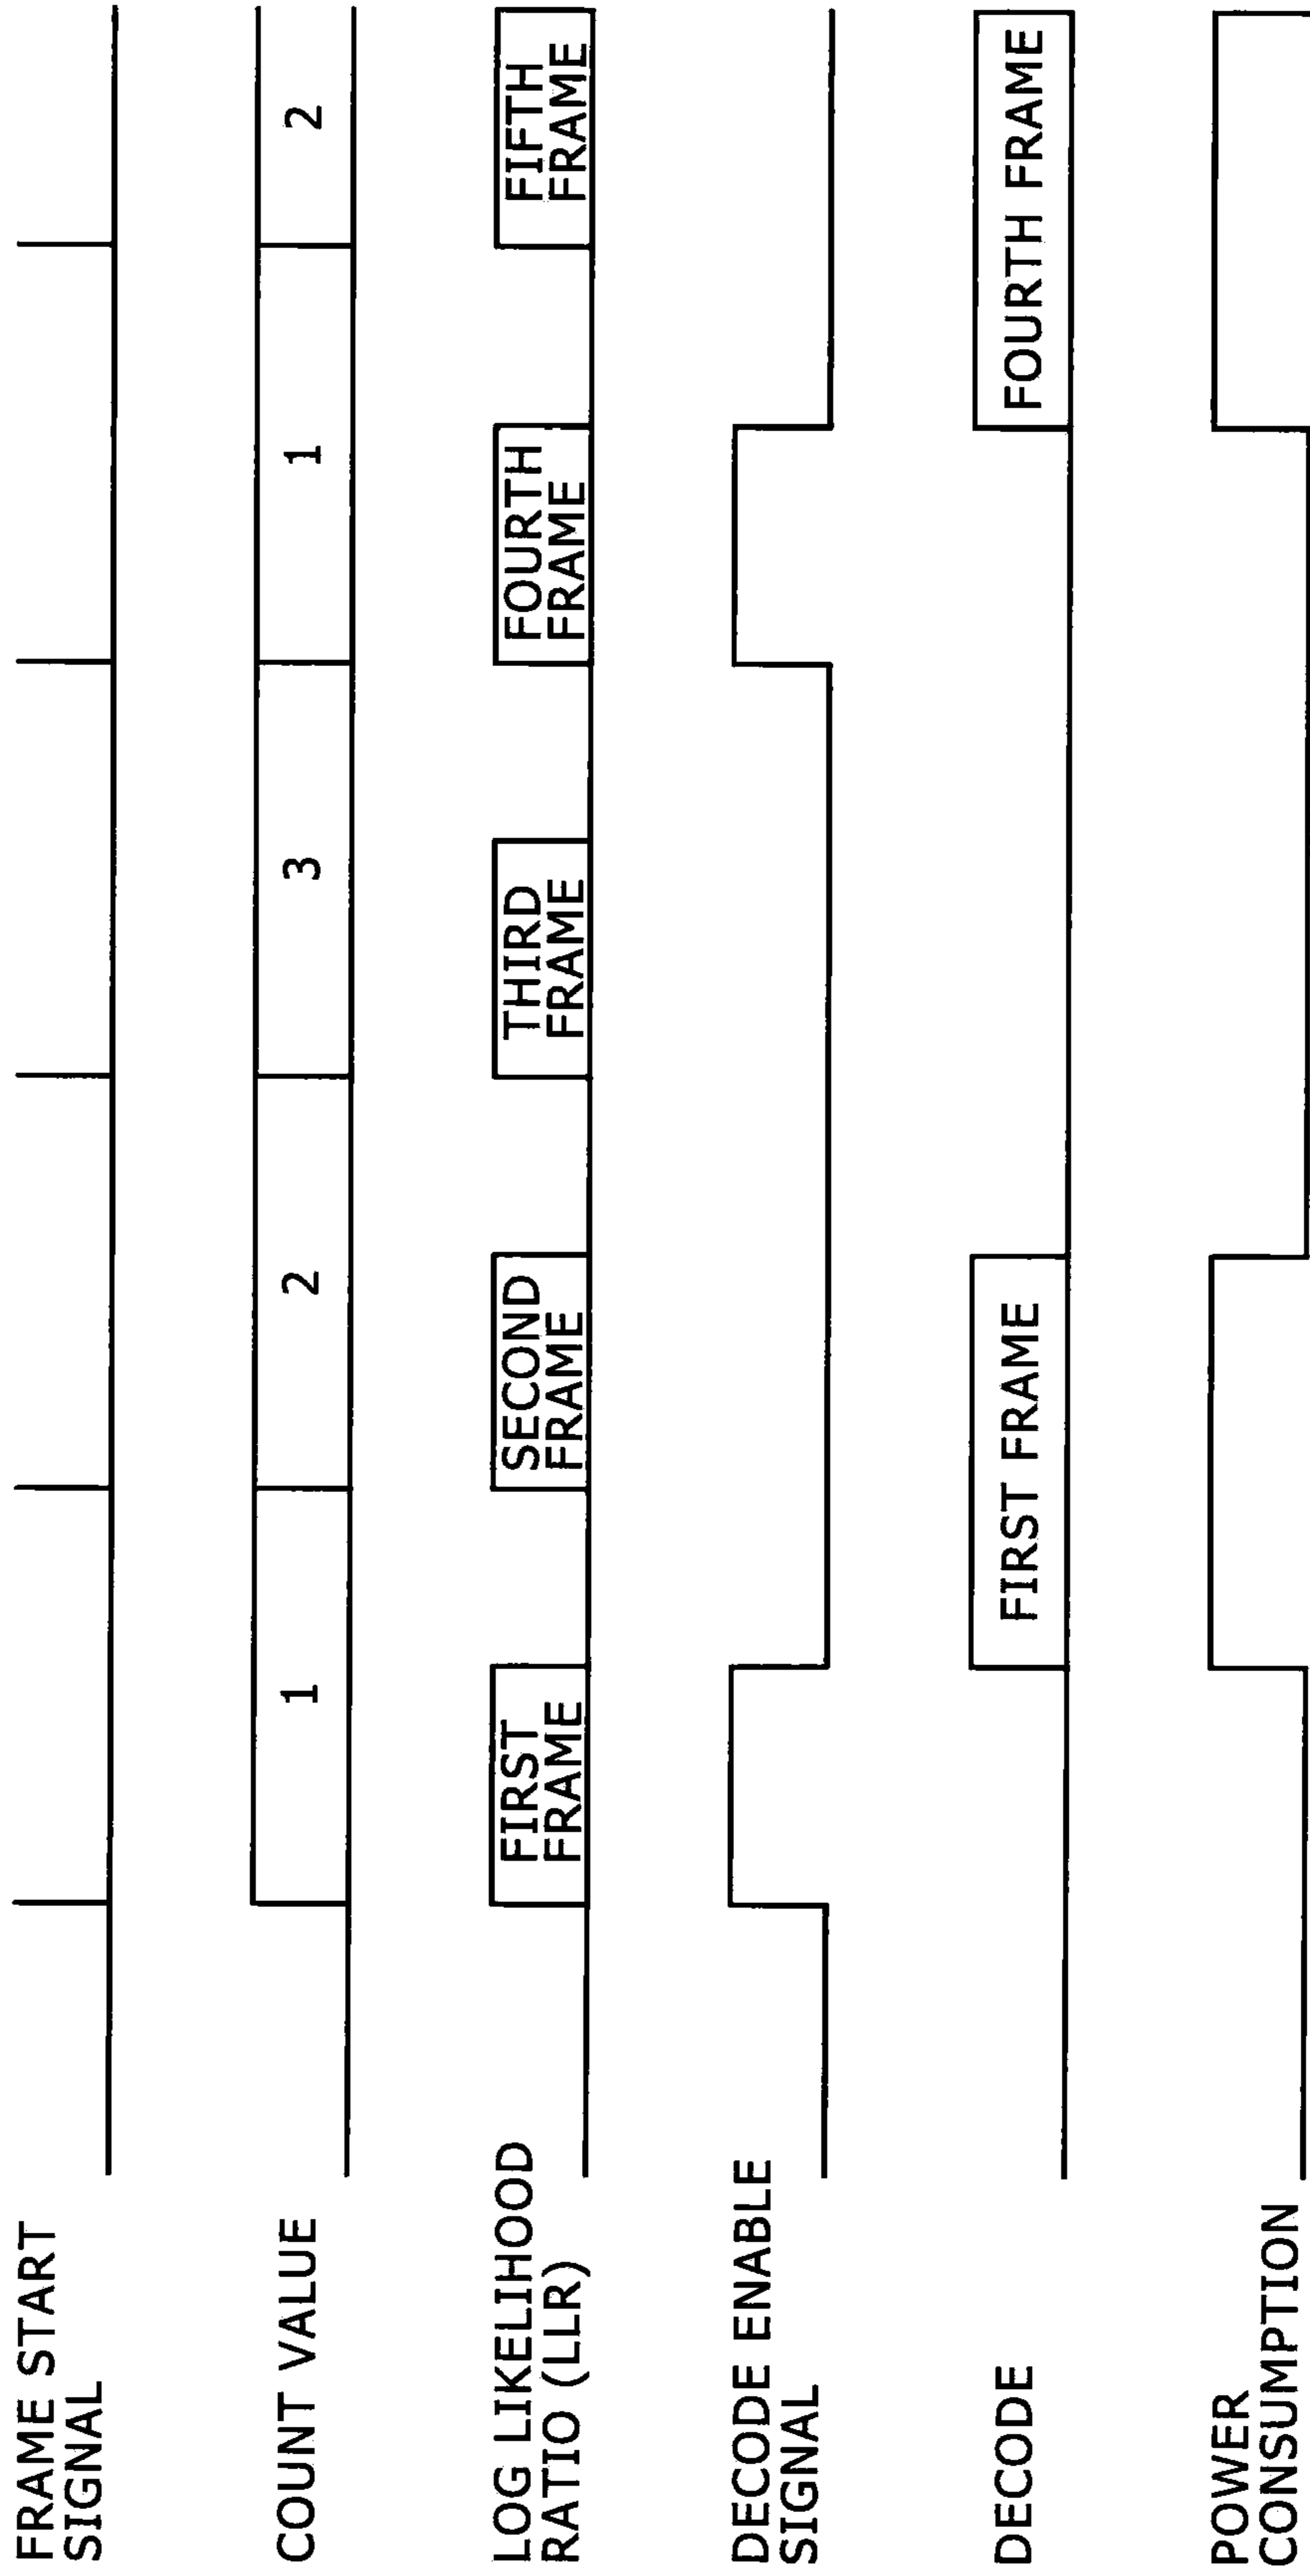 FRAME START
SIGNAL
COUNT VALUE
1
2
3
1
2
LOG LIKELIHOOD
RATIO (LLR)
FIRST
FRAME
SECOND
FRAME
THIRD
FRAME
FOURTH
FRAME
FIFTH
FRAME
DECODE ENABLE
SIGNAL
DECODE
FIRST FRAME
FOURTH FRAME
POWER
CONSUMPTION